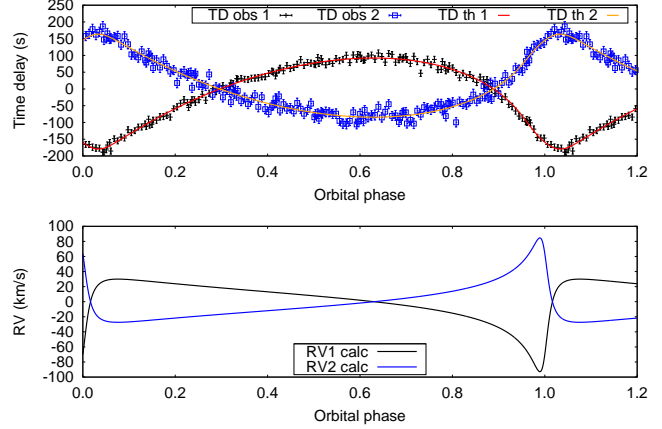 TD obs 1 TD obs 2 TD th 1 TD th 2
Time delay (s)
200
150
100
50
0
-50
-100
-150
-200
0.0 0.2 0.4 0.6 0.8 1.0 1.2
Orbital phase
RV (km/s)
100
80
60
40
20
0
-20
-40
-60
-80
-100
RV1 calc
RV2 calc
0.0 0.2 0.4 0.6 0.8 1.0 1.2
Orbital phase